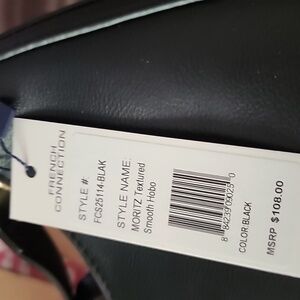 FRENCH
CONNECTION
STYLE #:
FCS25114-BLAK
STYLE NAME:
MORITZ Textured
Smooth Hobo
COLOR:BLACK
MSRP $108.00